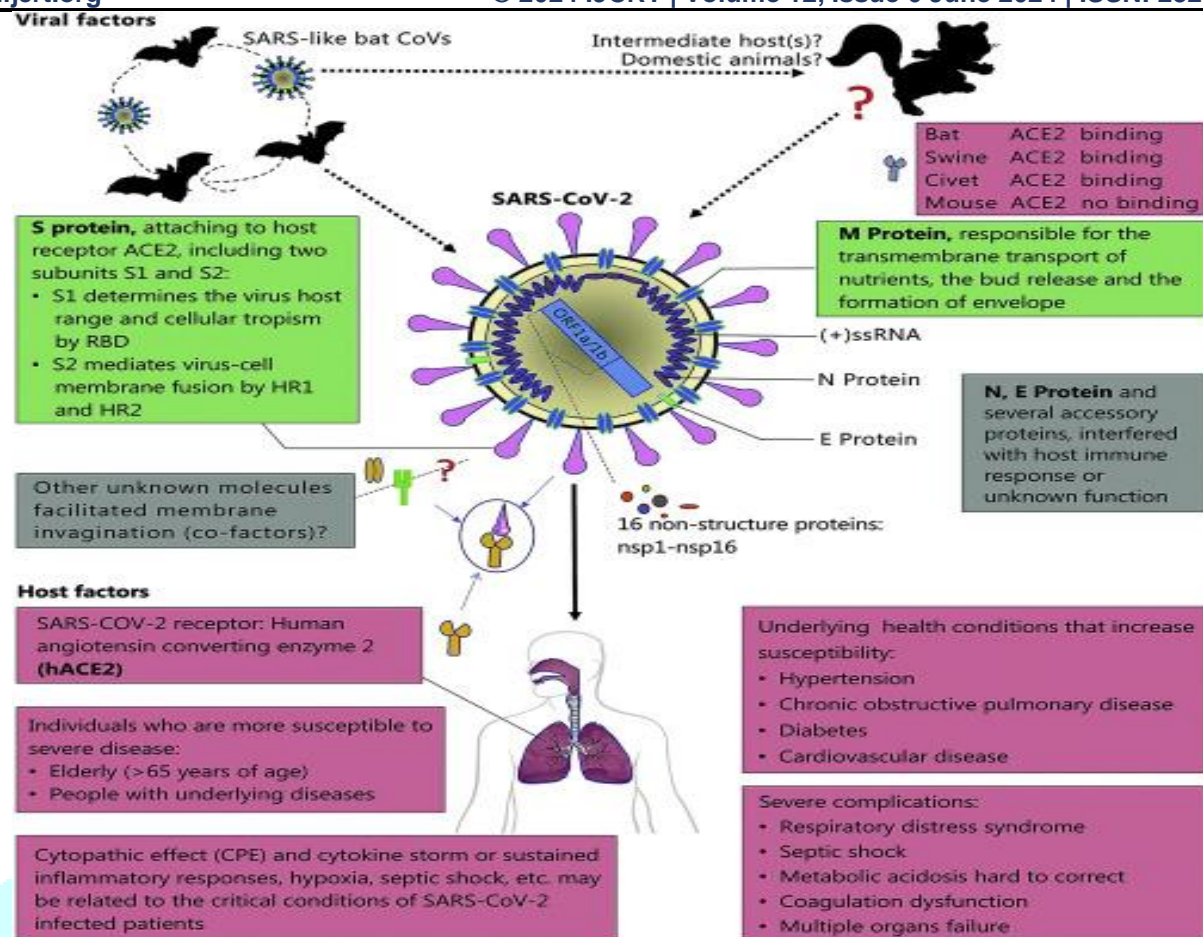 © 2024 IJCRT | Volume 12, Issue 6 June 2024 | ISSN:
Viral factors
SARS-like bat CoVs
Intermediate host(s)?
Domestic animals?
?
Bat ACE2 binding
Swine ACE2 binding
Civet ACE2 binding
Mouse ACE2 no binding
SARS-CoV-2
S protein, attaching to host
receptor ACE2, including two
subunits S1 and S2:
• S1 determines the virus host
range and cellular tropism
by RBD
• S2 mediates virus-cell
membrane fusion by HR1
and HR2
M Protein, responsible for the
transmembrane transport of
nutrients, the bud release and the
formation of envelope
ORF1a/1b
(+)ssRNA
N Protein
E Protein
N, E Protein and
several accessory
proteins, interfered
with host immune
response or
unknown function
?
Other unknown molecules
facilitated membrane
invagination (co-factors)?
16 non-structure proteins:
nsp1-nsp16
Host factors
SARS-COV-2 receptor: Human
angiotensin converting enzyme 2
(hACE2)
Individuals who are more susceptible to
severe disease:
• Elderly (>65 years of age)
• People with underlying diseases
Cytopathic effect (CPE) and cytokine storm or sustained
inflammatory responses, hypoxia, septic shock, etc. may
be related to the critical conditions of SARS-CoV-2
infected patients
Underlying health conditions that increase
susceptibility:
• Hypertension
• Chronic obstructive pulmonary disease
• Diabetes
• Cardiovascular disease
Severe complications:
• Respiratory distress syndrome
• Septic shock
• Metabolic acidosis hard to correct
• Coagulation dysfunction
• Multiple organs failure